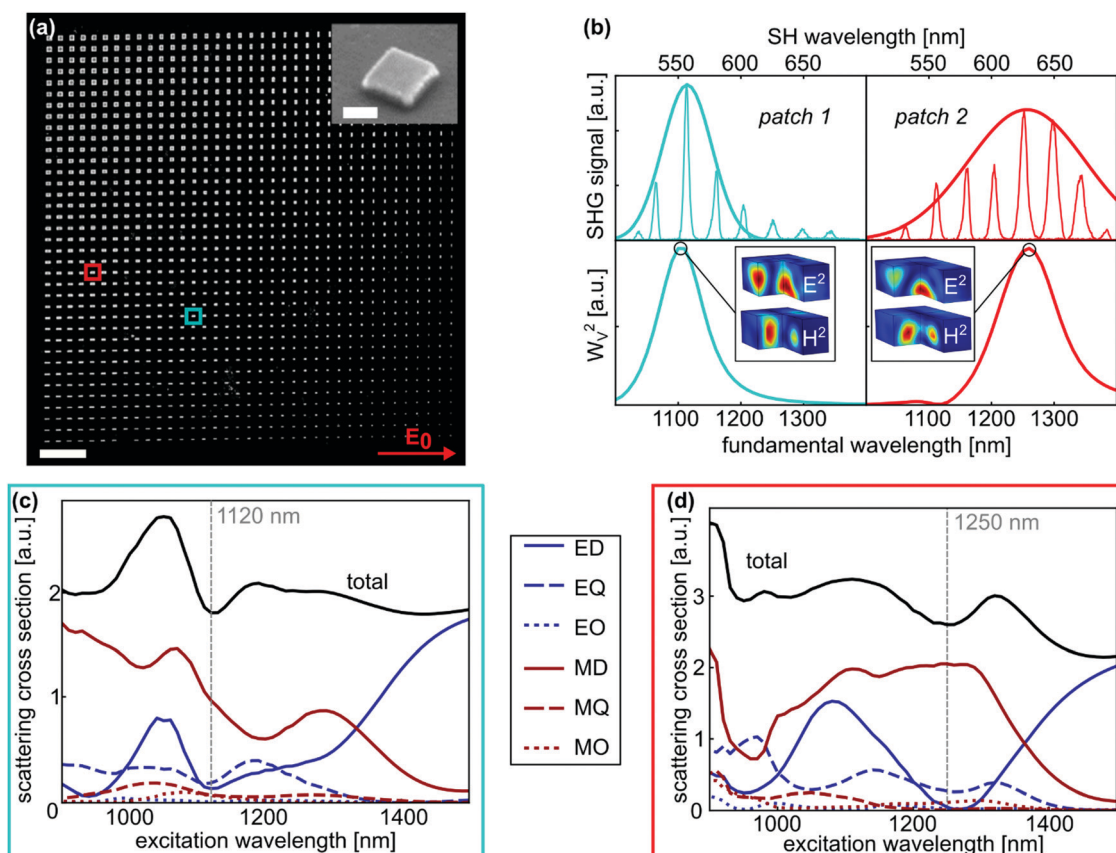 (a)
E₀
(b)
SH wavelength [nm]
550 600 650 550 600 650
patch 1
patch 2
SHG signal [a.u.]
E²
H²
E²
H²
W_V² [a.u.]
1100 1200 1300 1100 1200 1300
fundamental wavelength [nm]
(c)
1120 nm
total
scattering cross section [a.u.]
2
1
0
1000 1200 1400
excitation wavelength [nm]
ED
EQ
EO
MD
MQ
MO
(d)
1250 nm
total
scattering cross section [a.u.]
3
2
1
0
1000 1200 1400
excitation wavelength [nm]